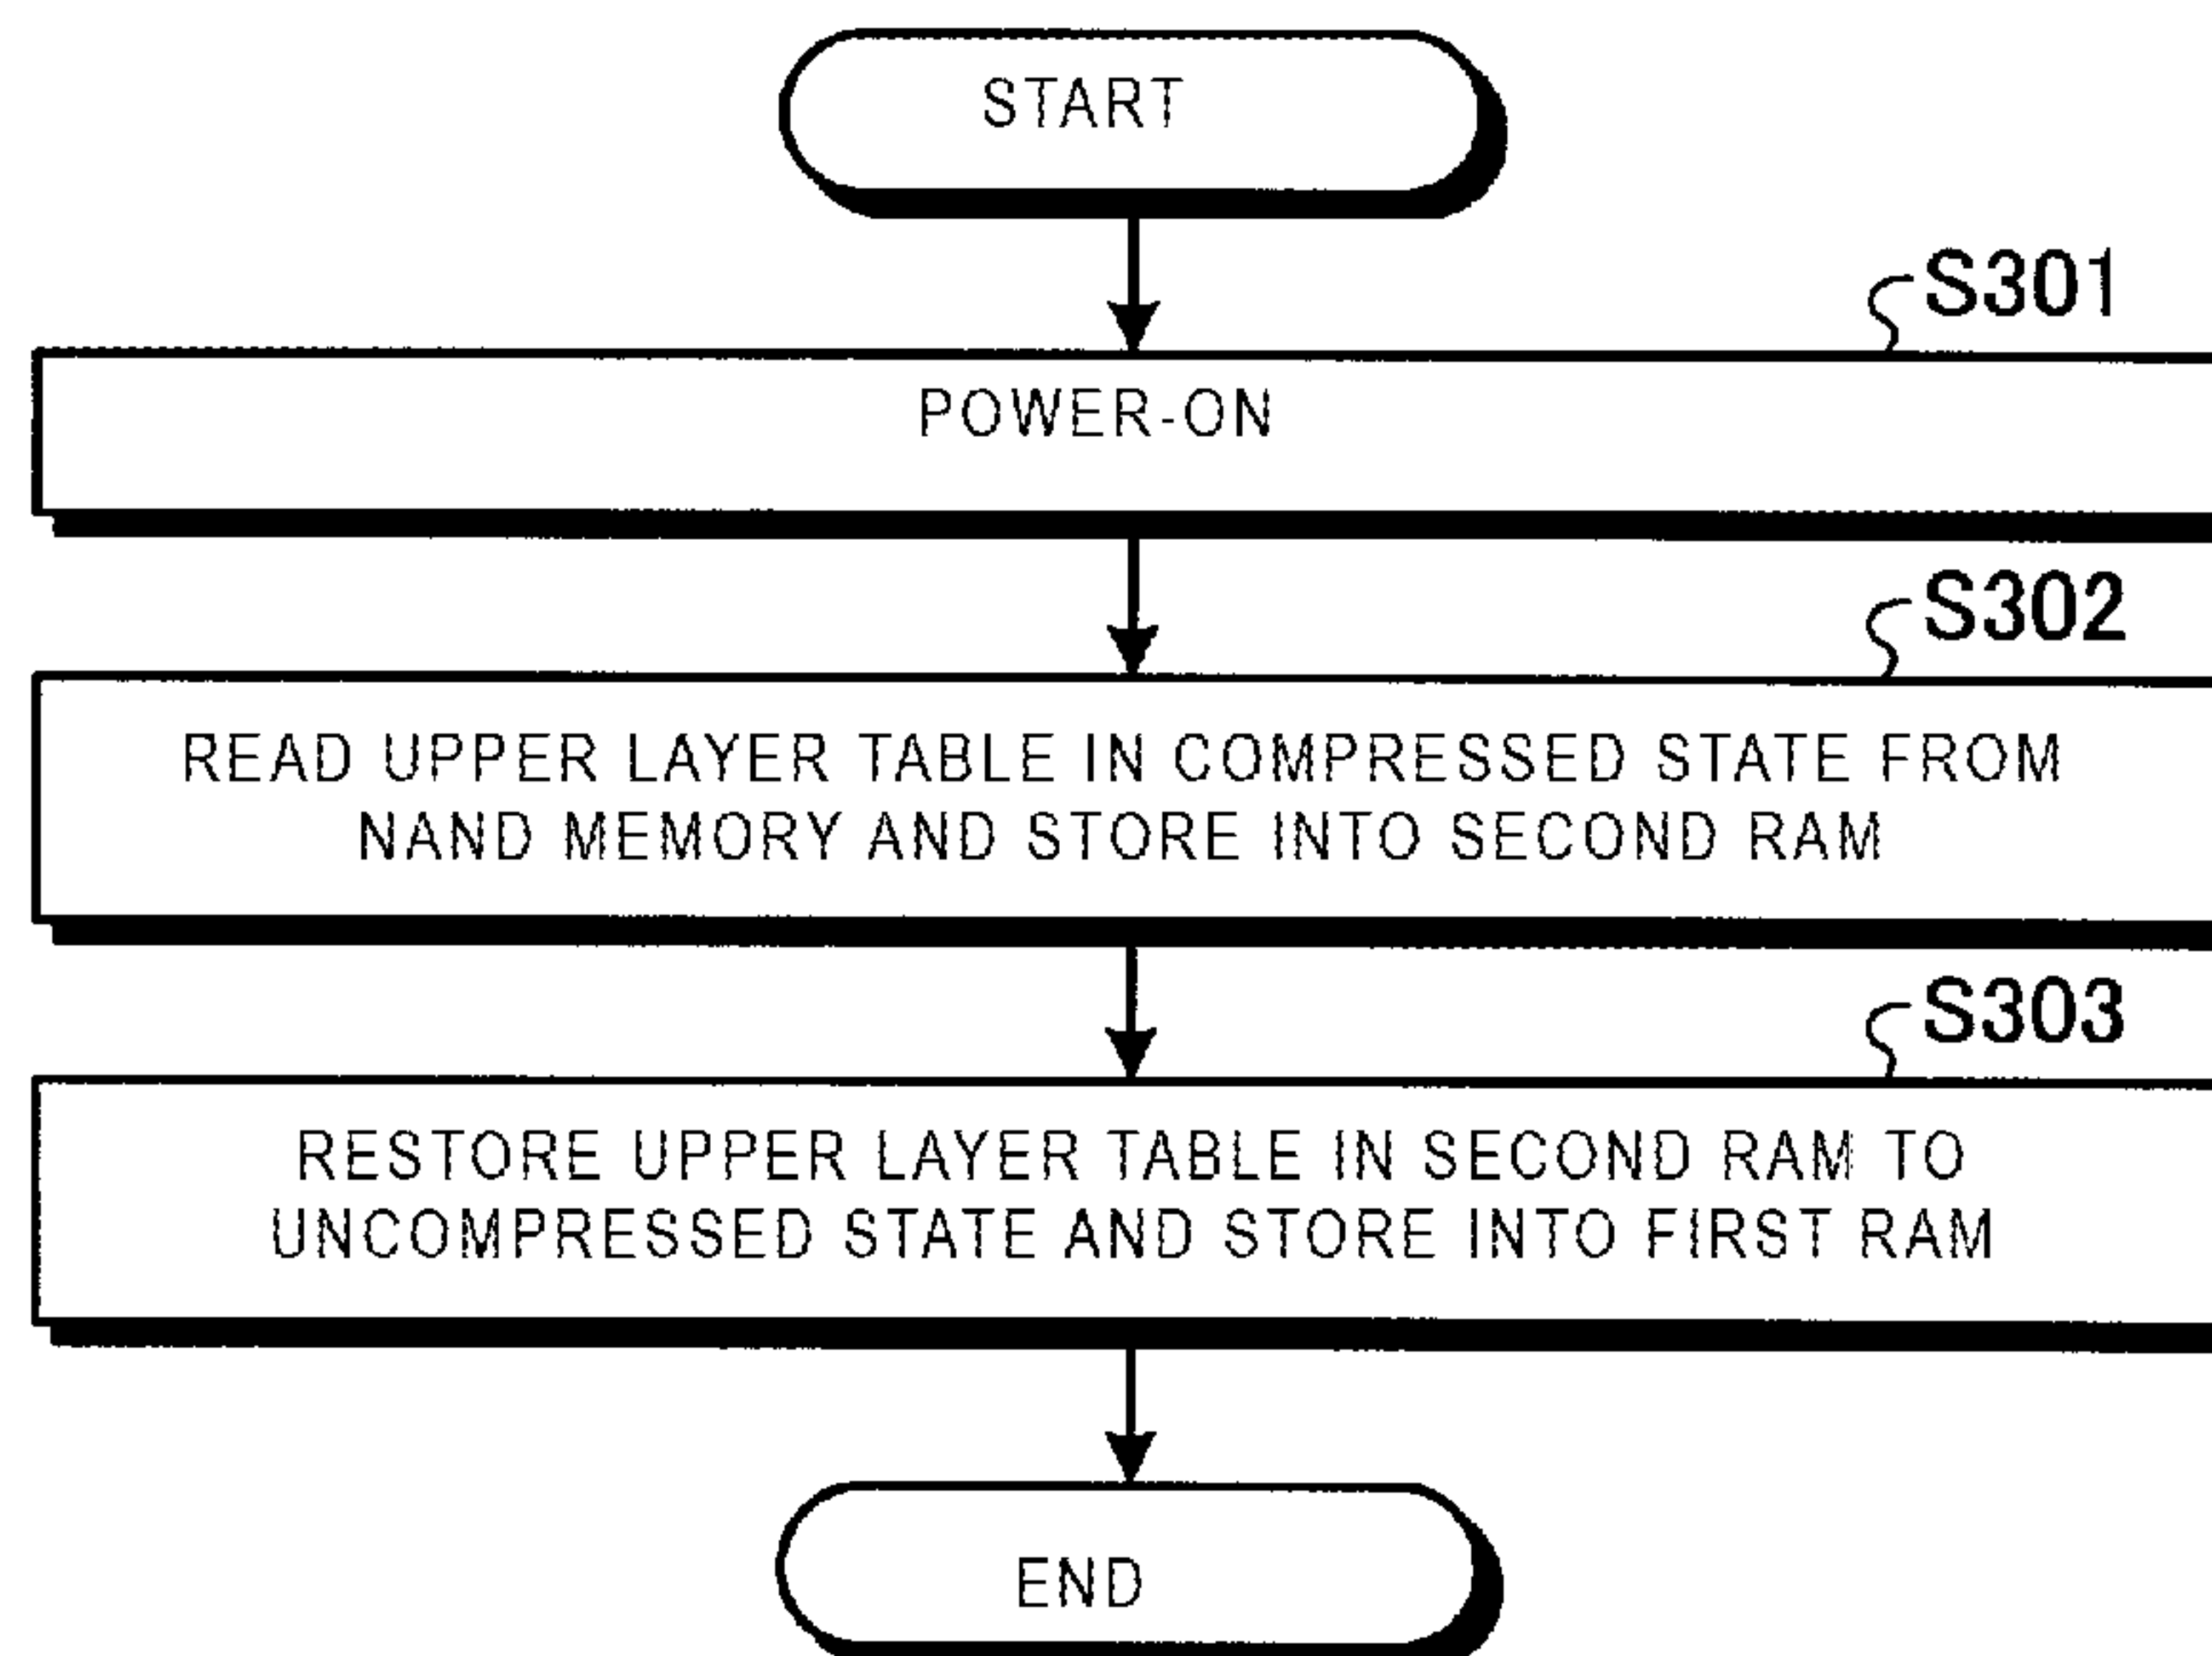 START
S301
POWER-ON
S302
READ UPPER LAYER TABLE IN COMPRESSED STATE FROM
NAND MEMORY AND STORE INTO SECOND RAM
S303
RESTORE UPPER LAYER TABLE IN SECOND RAM TO
UNCOMPRESSED STATE AND STORE INTO FIRST RAM
END